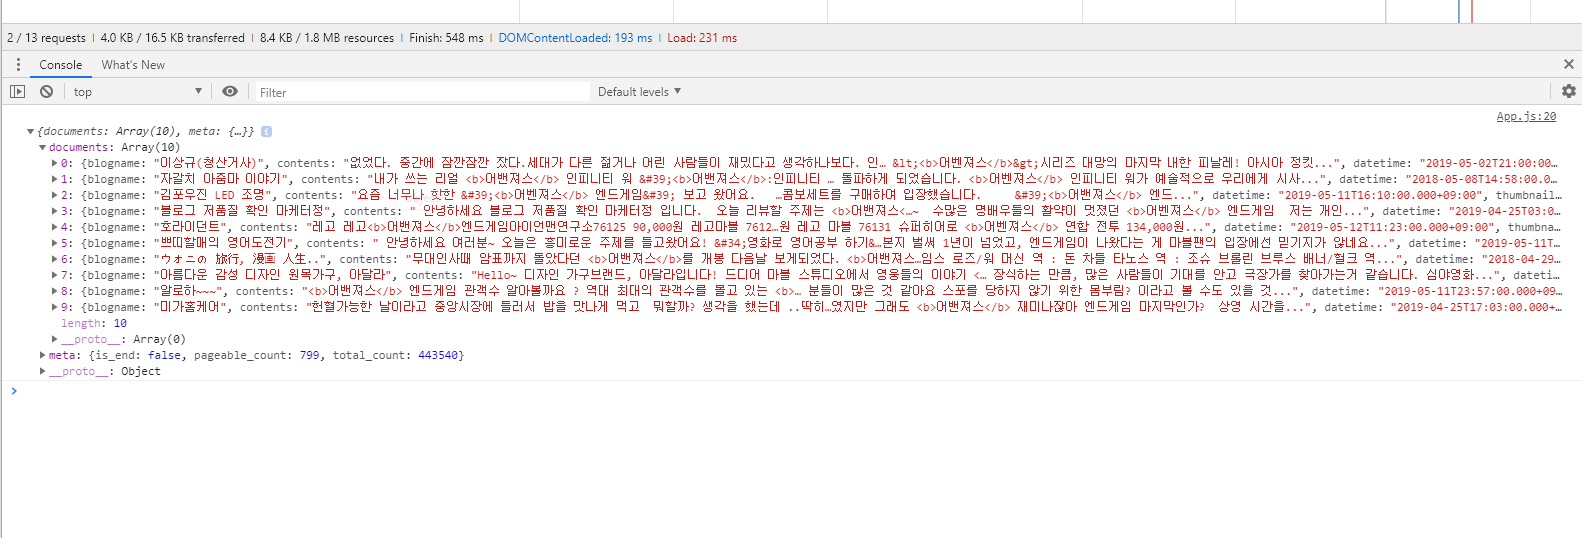 2 / 13 requests | 4.0 KB / 16.5 KB transferred | 8.4 KB / 1.8 MB resources | Finish: 548 ms | DOMContentLoaded: 193 ms | Load: 231 ms
Console What's New
top Filter Default levels
App.js:20
{documents: Array(10), meta: {…}}
documents: Array(10)
0: {blogname: "이상규(청산거사)", contents: "없었다. 중간에 잠깐잠깐 잤다.세대가 다른 젊거나 어린 사람들이 재밌다고 생각하나보다. 인… &lt;<b>어벤져스</b>&gt;시리즈 대망의 마지막 내한 피날레! 아시아 정킷...", datetime: "2019-05-02T21:00:00…
1: {blogname: "자갈치 아줌마 이야기", contents: "내가 쓰는 리얼 <b>어밴져스</b> 인피니티 워 &#39;<b>어밴져스</b>:인피니티 … 돌파하게 되었습니다. <b>어벤져스</b> 인피니티 워가 예술적으로 우리에게 시사...", datetime: "2018-05-08T14:58:00.0…
2: {blogname: "김포우진 LED 조명", contents: "요즘 너무나 핫한 &#39;<b>어벤져스</b> 엔드게임&#39; 보고 왔어요. …콤보세트를 구매하여 입장했습니다. &#39;<b>어밴져스</b> 엔드...", datetime: "2019-05-11T16:10:00.000+09:00", thumbnail…
3: {blogname: "블로그 저품질 확인 마케터정", contents: " 안녕하세요 블로그 저품질 확인 마케터정 입니다. 오늘 리뷰할 주제는 <b>어벤져스<…~ 수많은 명배우들의 활약이 멋졌던 <b>어벤져스</b> 엔드게임 저는 개인...", datetime: "2019-04-25T03:0…
4: {blogname: "호라이던트", contents: "레고 레고<b>어밴져스</b>엔드게임아이언맨연구소76125 90,000원 레고마블 7612…원 레고 마블 76131 슈퍼히어로 <b>어밴져스</b> 연합 전투 134,000원...", datetime: "2019-05-12T11:23:00.000+09:00", thumbna…
5: {blogname: "쁘띠할매의 영어도전기", contents: " 안녕하세요 여러분~ 오늘은 흥미로운 주제를 들고왔어요! &#34;영화로 영어공부 하기&…본지 벌써 1년이 넘었고, 엔드게임이 나왔다는 게 마블팬의 입장에선 믿기지가 않네요...", datetime: "2019-05-11T…
6: {blogname: "ウォニの 旅行, 漫画 人生..", contents: "무대인사때 암표까지 돌았다던 <b>어벤져스</b>를 개봉 다음날 보게되었다. <b>어벤져스…임스 로즈/워 머신 역 : 돈 치들 타노스 역 : 조슈 브롤린 브루스 배너/헐크 역...", datetime: "2018-04-29…
7: {blogname: "아름다운 감성 디자인 원목가구, 아달라", contents: "Hello~ 디자인 가구브랜드, 아달라입니다! 드디어 마블 스튜디오에서 영웅들의 이야기 <… 장식하는 만큼, 많은 사람들이 기대를 안고 극장가를 찾아가는거 같습니다. 심야영화...", dateti…
8: {blogname: "알로하~~~", contents: "<b>어벤져스</b> 엔드게임 관객수 알아볼까요 ? 역대 최대의 관객수를 몰고 있는 <b>… 분들이 많은 것 같아요 스포를 당하지 않기 위한 몸부림? 이라고 볼 수도 있을 것...", datetime: "2019-05-11T23:57:00.000+09…
9: {blogname: "미가홈케어", contents: "헌혈가능한 날이라고 중앙시장에 들러서 밥을 맛나게 먹고 뭐할까? 생각을 했는데 ..딱히…였지만 그래도 <b>어밴져스</b> 재미나잖아 엔드게임 마지막인가? 상영 시간을...", datetime: "2019-04-25T17:03:00.000+…
length: 10
__proto__: Array(0)
meta: {is_end: false, pageable_count: 799, total_count: 443540}
__proto__: Object